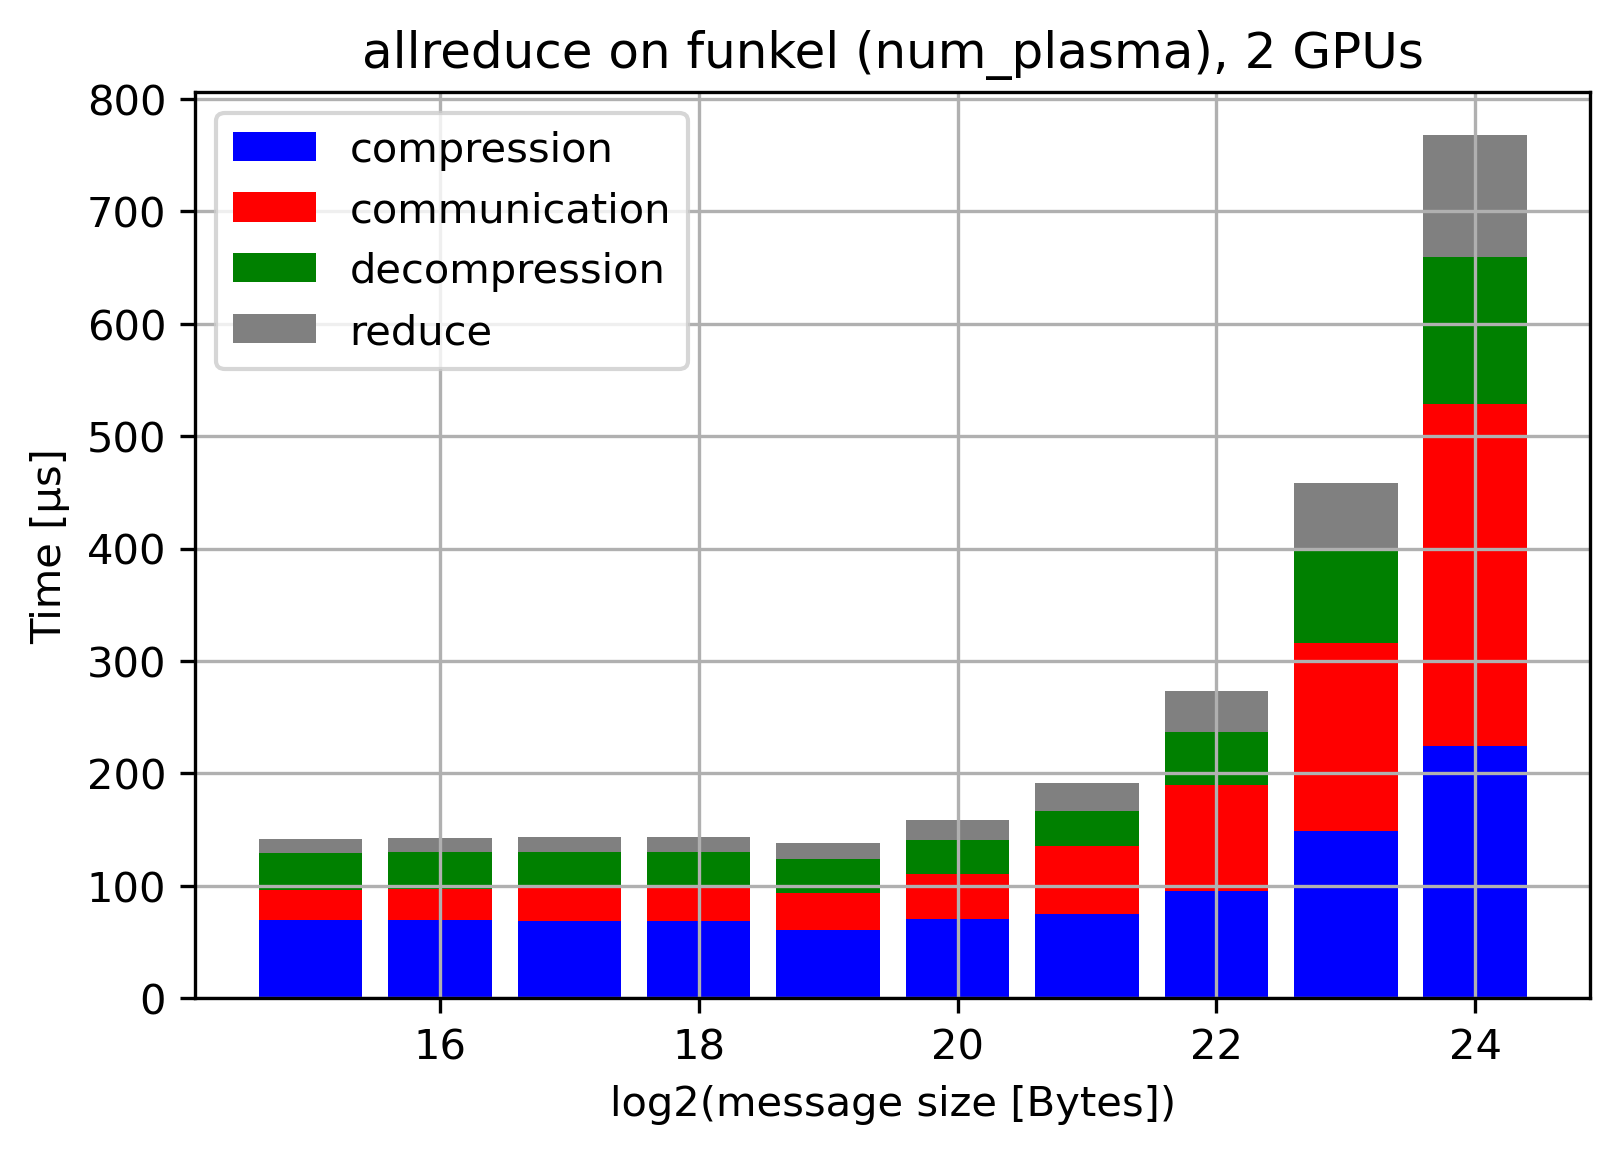 allreduce on funkel (num_plasma), 2 GPUs
800
700
600
500
400
300
200
100
0
Time [µs]
compression
communication
decompression
reduce
16 18 20 22 24
log2(message size [Bytes])